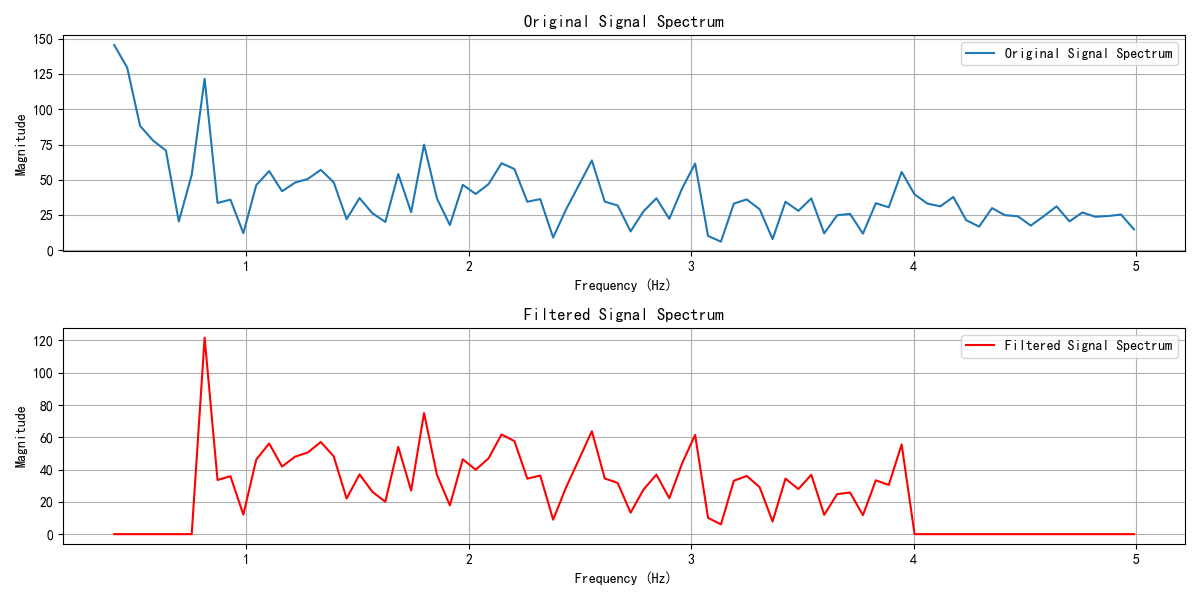 Original Signal Spectrum
150
125
100
75
50
25
0
Magnitude
Original Signal Spectrum
1 2 3 4 5
Frequency (Hz)
Filtered Signal Spectrum
120
100
80
60
40
20
0
Magnitude
Filtered Signal Spectrum
1 2 3 4 5
Frequency (Hz)